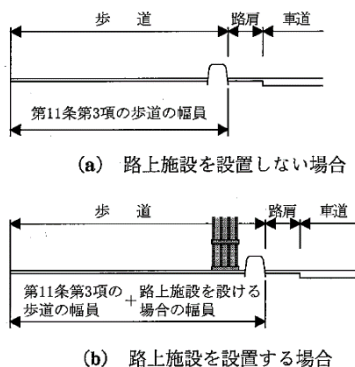 歩 道 路肩 車道
第11条第3項の歩道の幅員
(a) 路上施設を設置しない場合
歩 道 路肩 車道
第11条第3項の + 路上施設を設ける
歩道の幅員 場合の幅員
(b) 路上施設を設置する場合